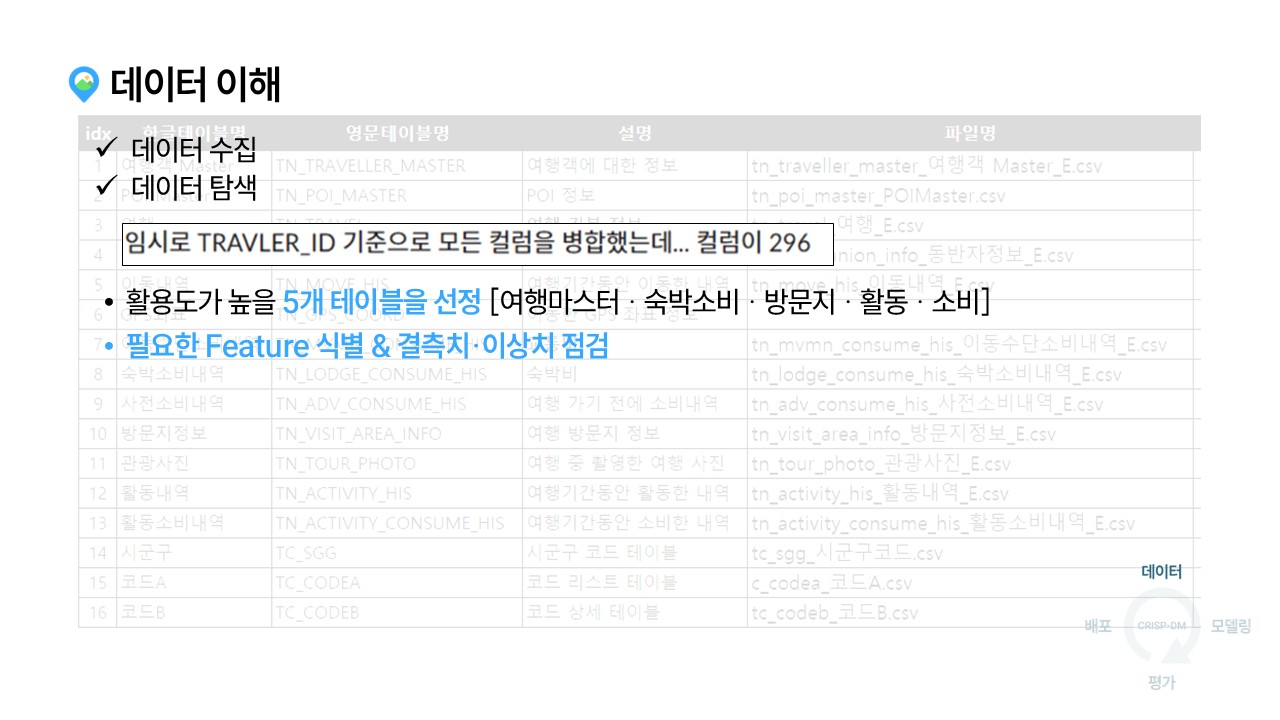 데이터 이해
idx 한글테이블명 영문테이블명 설명 파일명
✓ 데이터 수집
1 여행객 Master TN_TRAVELLER_MASTER 여행객에 대한 정보 tn_traveller_master_여행객 Master_E.csv
✓ 데이터 탐색
2 POIMaster TN_POI_MASTER POI 정보 tn_poi_master_POIMaster.csv
3 여행 TN_TRAVEL 여행_E.csv
임시로 TRAVLER_ID 기준으로 모든 컬럼을 병합했는데... 컬럼이 296
4 nion_info_동반자정보_E.csv
5 이동내역 TN_MOVE_HIS 여행기간동안 이동한 내역 tn_move_his_이동내역_E.csv
• 활용도가 높을 5개 테이블을 선정 [여행마스터 · 숙박소비 · 방문지 · 활동 · 소비]
6 TN_GPS_COORD GPS 좌표 정보
• 필요한 Feature 식별 & 결측치·이상치 점검
7 tn_mvmn_consume_his_이동수단소비내역_E.csv
8 숙박소비내역 TN_LODGE_CONSUME_HIS 숙박비 tn_lodge_consume_his_숙박소비내역_E.csv
9 사전소비내역 TN_ADV_CONSUME_HIS 여행 가기 전에 소비내역 tn_adv_consume_his_사전소비내역_E.csv
10 방문지정보 TN_VISIT_AREA_INFO 여행 방문지 정보 tn_visit_area_info_방문지정보_E.csv
11 관광사진 TN_TOUR_PHOTO 여행 중 촬영한 여행 사진 tn_tour_photo_관광사진_E.csv
12 활동내역 TN_ACTIVITY_HIS 여행기간동안 활동한 내역 tn_activity_his_활동내역_E.csv
13 활동소비내역 TN_ACTIVITY_CONSUME_HIS 여행기간동안 소비한 내역 tn_activity_consume_his_활동소비내역_E.csv
14 시군구 TC_SGG 시군구 코드 테이블 tc_sgg_시군구코드.csv
15 코드A TC_CODEA 코드 리스트 테이블 c_codea_코드A.csv
16 코드B TC_CODEB 코드 상세 테이블 tc_codeb_코드B.csv
데이터
배포 CRISP-DM 모델링
평가